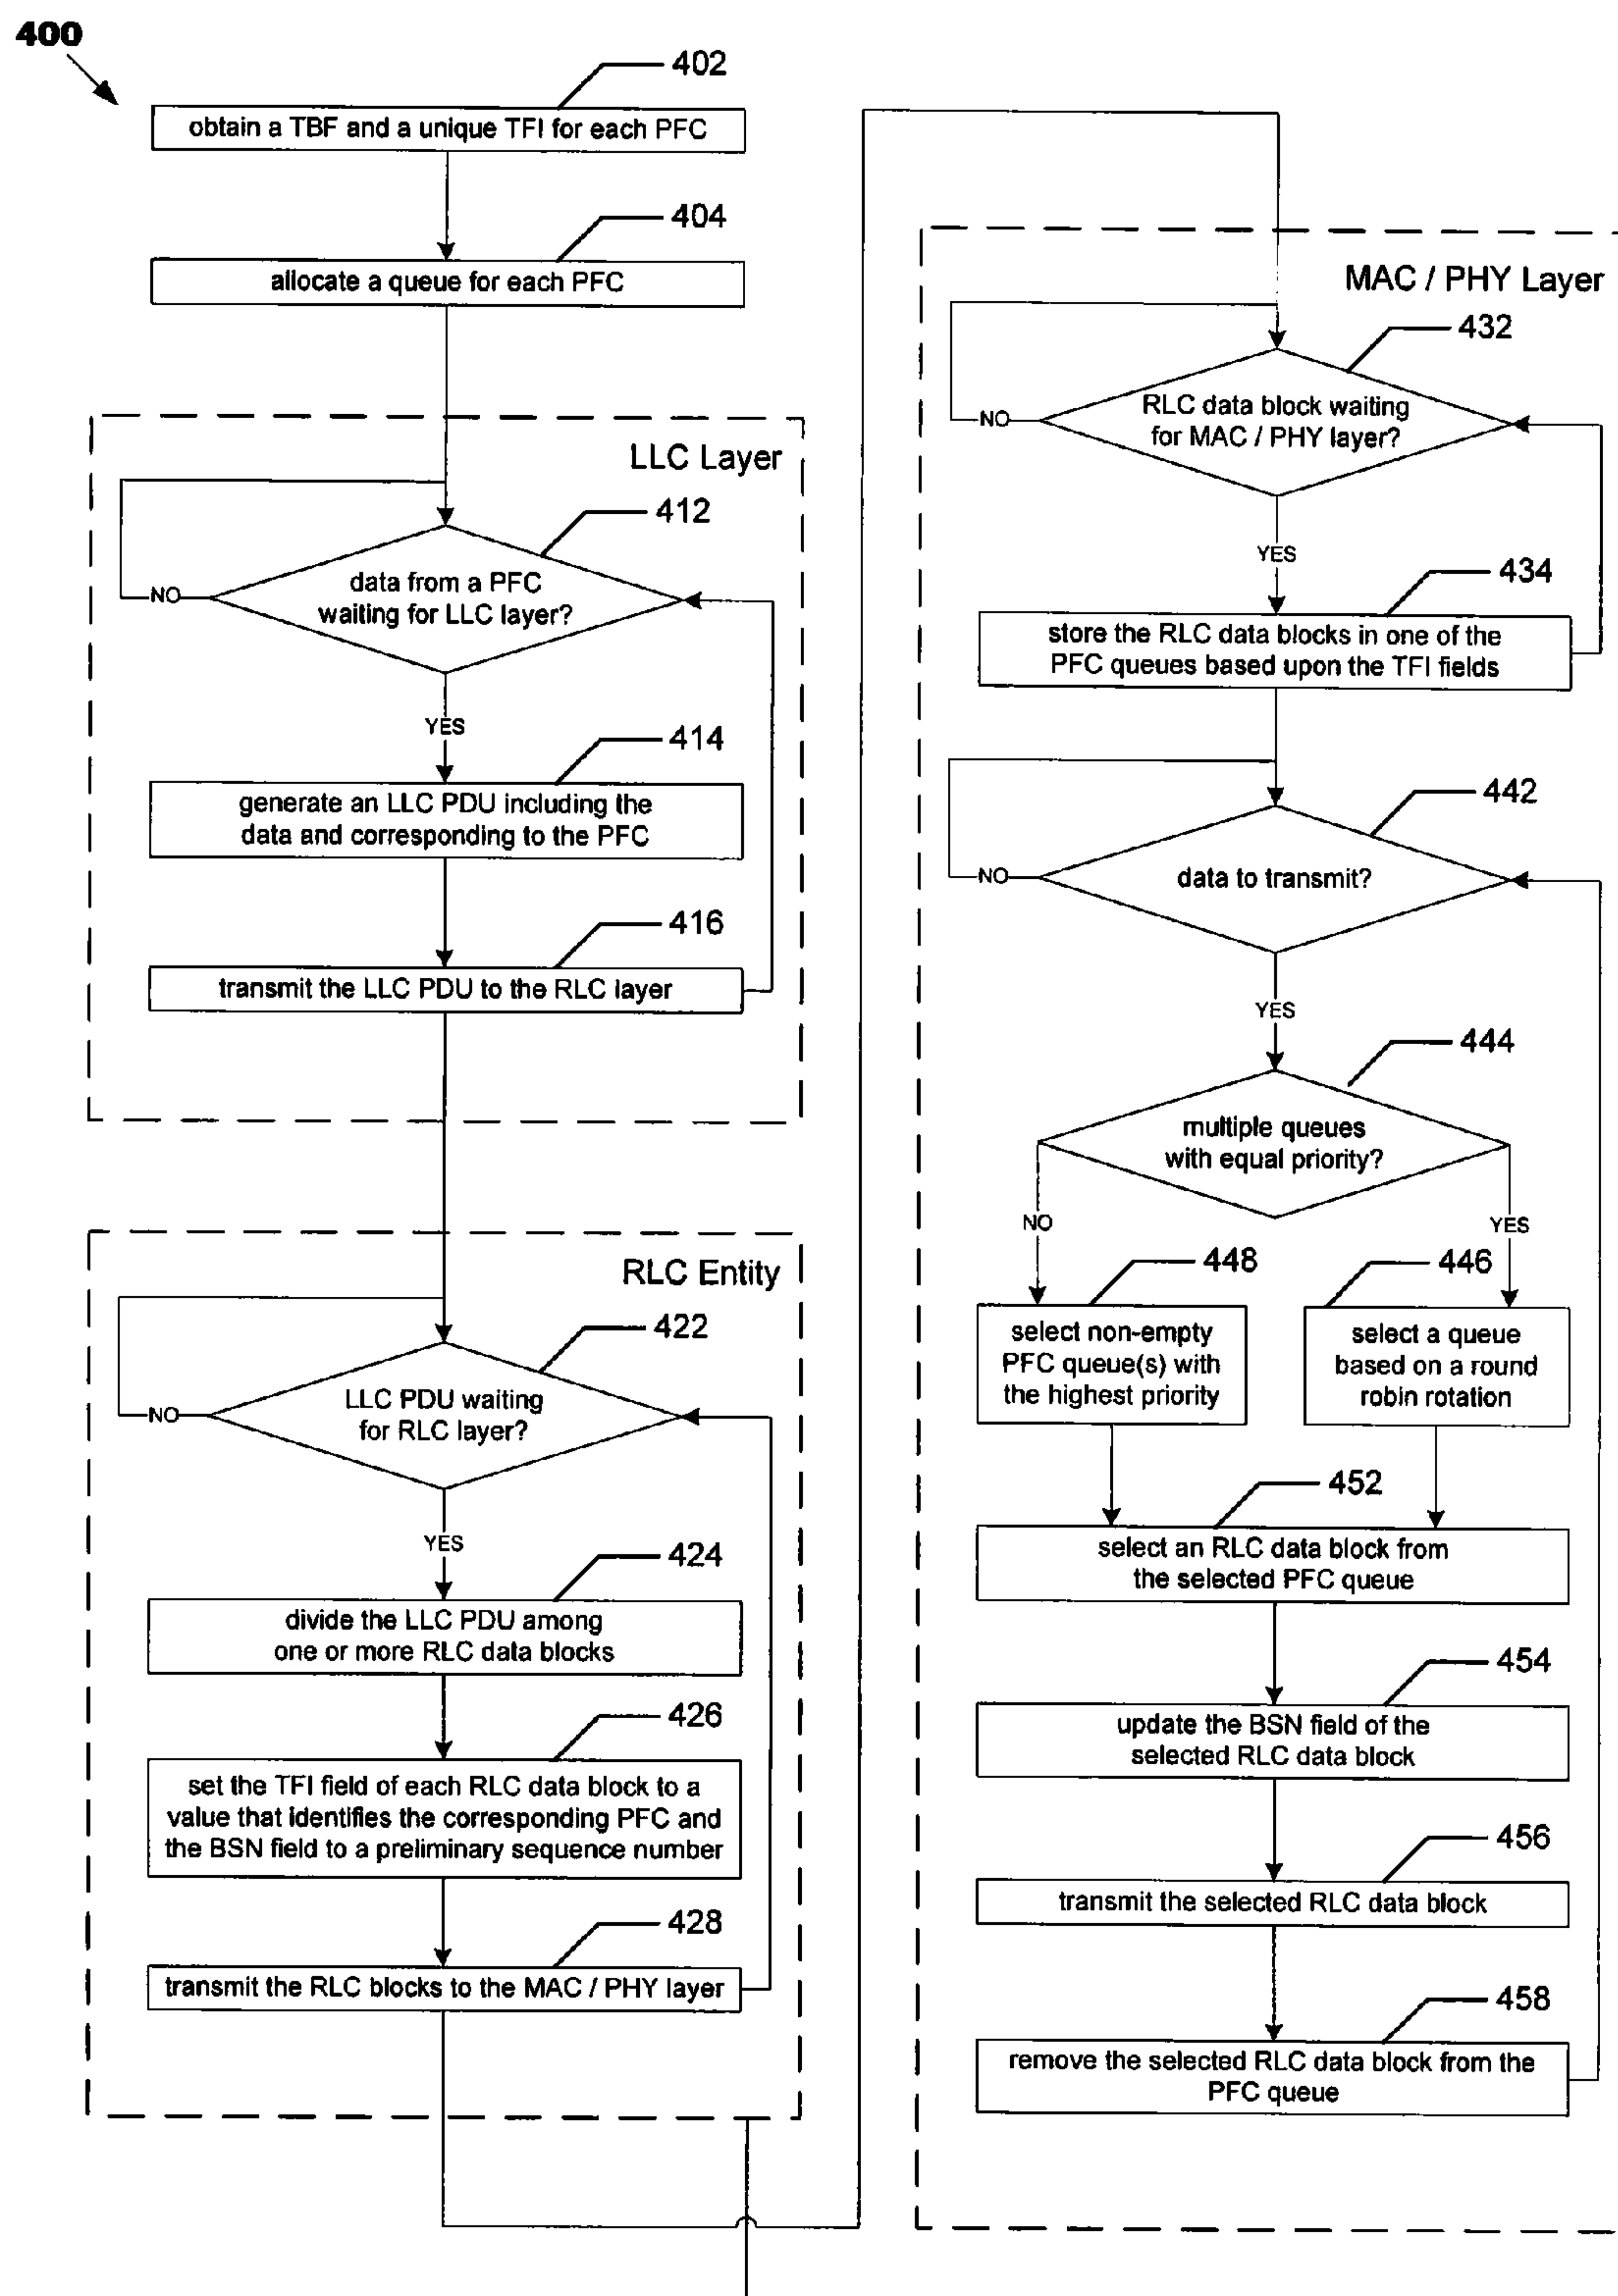 400
402
obtain a TBF and a unique TFI for each PFC
404
allocate a queue for each PFC
LLC Layer
412
data from a PFC
waiting for LLC layer?
NO
YES
414
generate an LLC PDU including the
data and corresponding to the PFC
416
transmit the LLC PDU to the RLC layer
RLC Entity
422
LLC PDU waiting
for RLC layer?
NO
YES
424
divide the LLC PDU among
one or more RLC data blocks
426
set the TFI field of each RLC data block to a
value that identifies the corresponding PFC and
the BSN field to a preliminary sequence number
428
transmit the RLC blocks to the MAC / PHY layer
MAC / PHY Layer
432
RLC data block waiting
for MAC / PHY layer?
NO
YES
434
store the RLC data blocks in one of the
PFC queues based upon the TFI fields
442
data to transmit?
NO
YES
444
multiple queues
with equal priority?
NO
YES
448
select non-empty
PFC queue(s) with
the highest priority
446
select a queue
based on a round
robin rotation
452
select an RLC data block from
the selected PFC queue
454
update the BSN field of the
selected RLC data block
456
transmit the selected RLC data block
458
remove the selected RLC data block from the
PFC queue